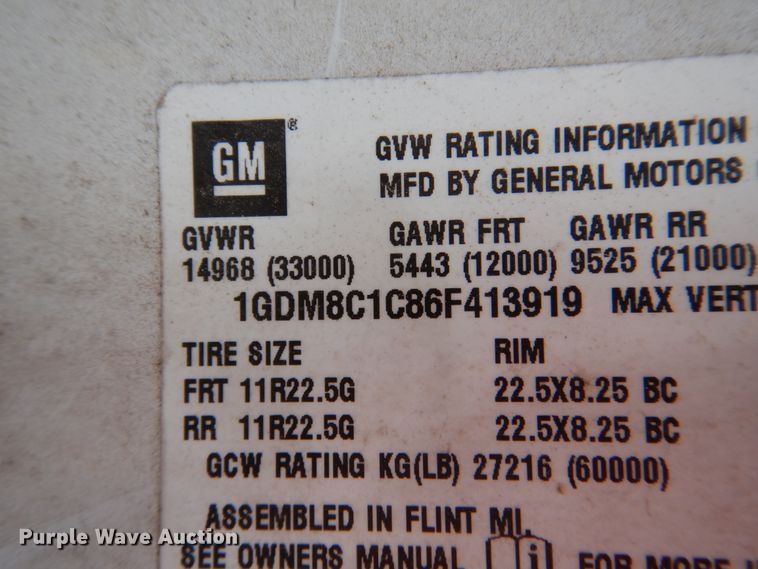 GM®
GVW RATING INFORMATION
MFD BY GENERAL MOTORS
GVWR GAWR FRT GAWR RR
14968 (33000) 5443 (12000) 9525 (21000)
1GDM8C1C86F413919 MAX VERT
TIRE SIZE RIM
FRT 11R22.5G 22.5X8.25 BC
RR 11R22.5G 22.5X8.25 BC
GCW RATING KG(LB) 27216 (60000)
ASSEMBLED IN FLINT MI.
SEE OWNERS MANUAL i FOR MORE
Purple Wave Auction